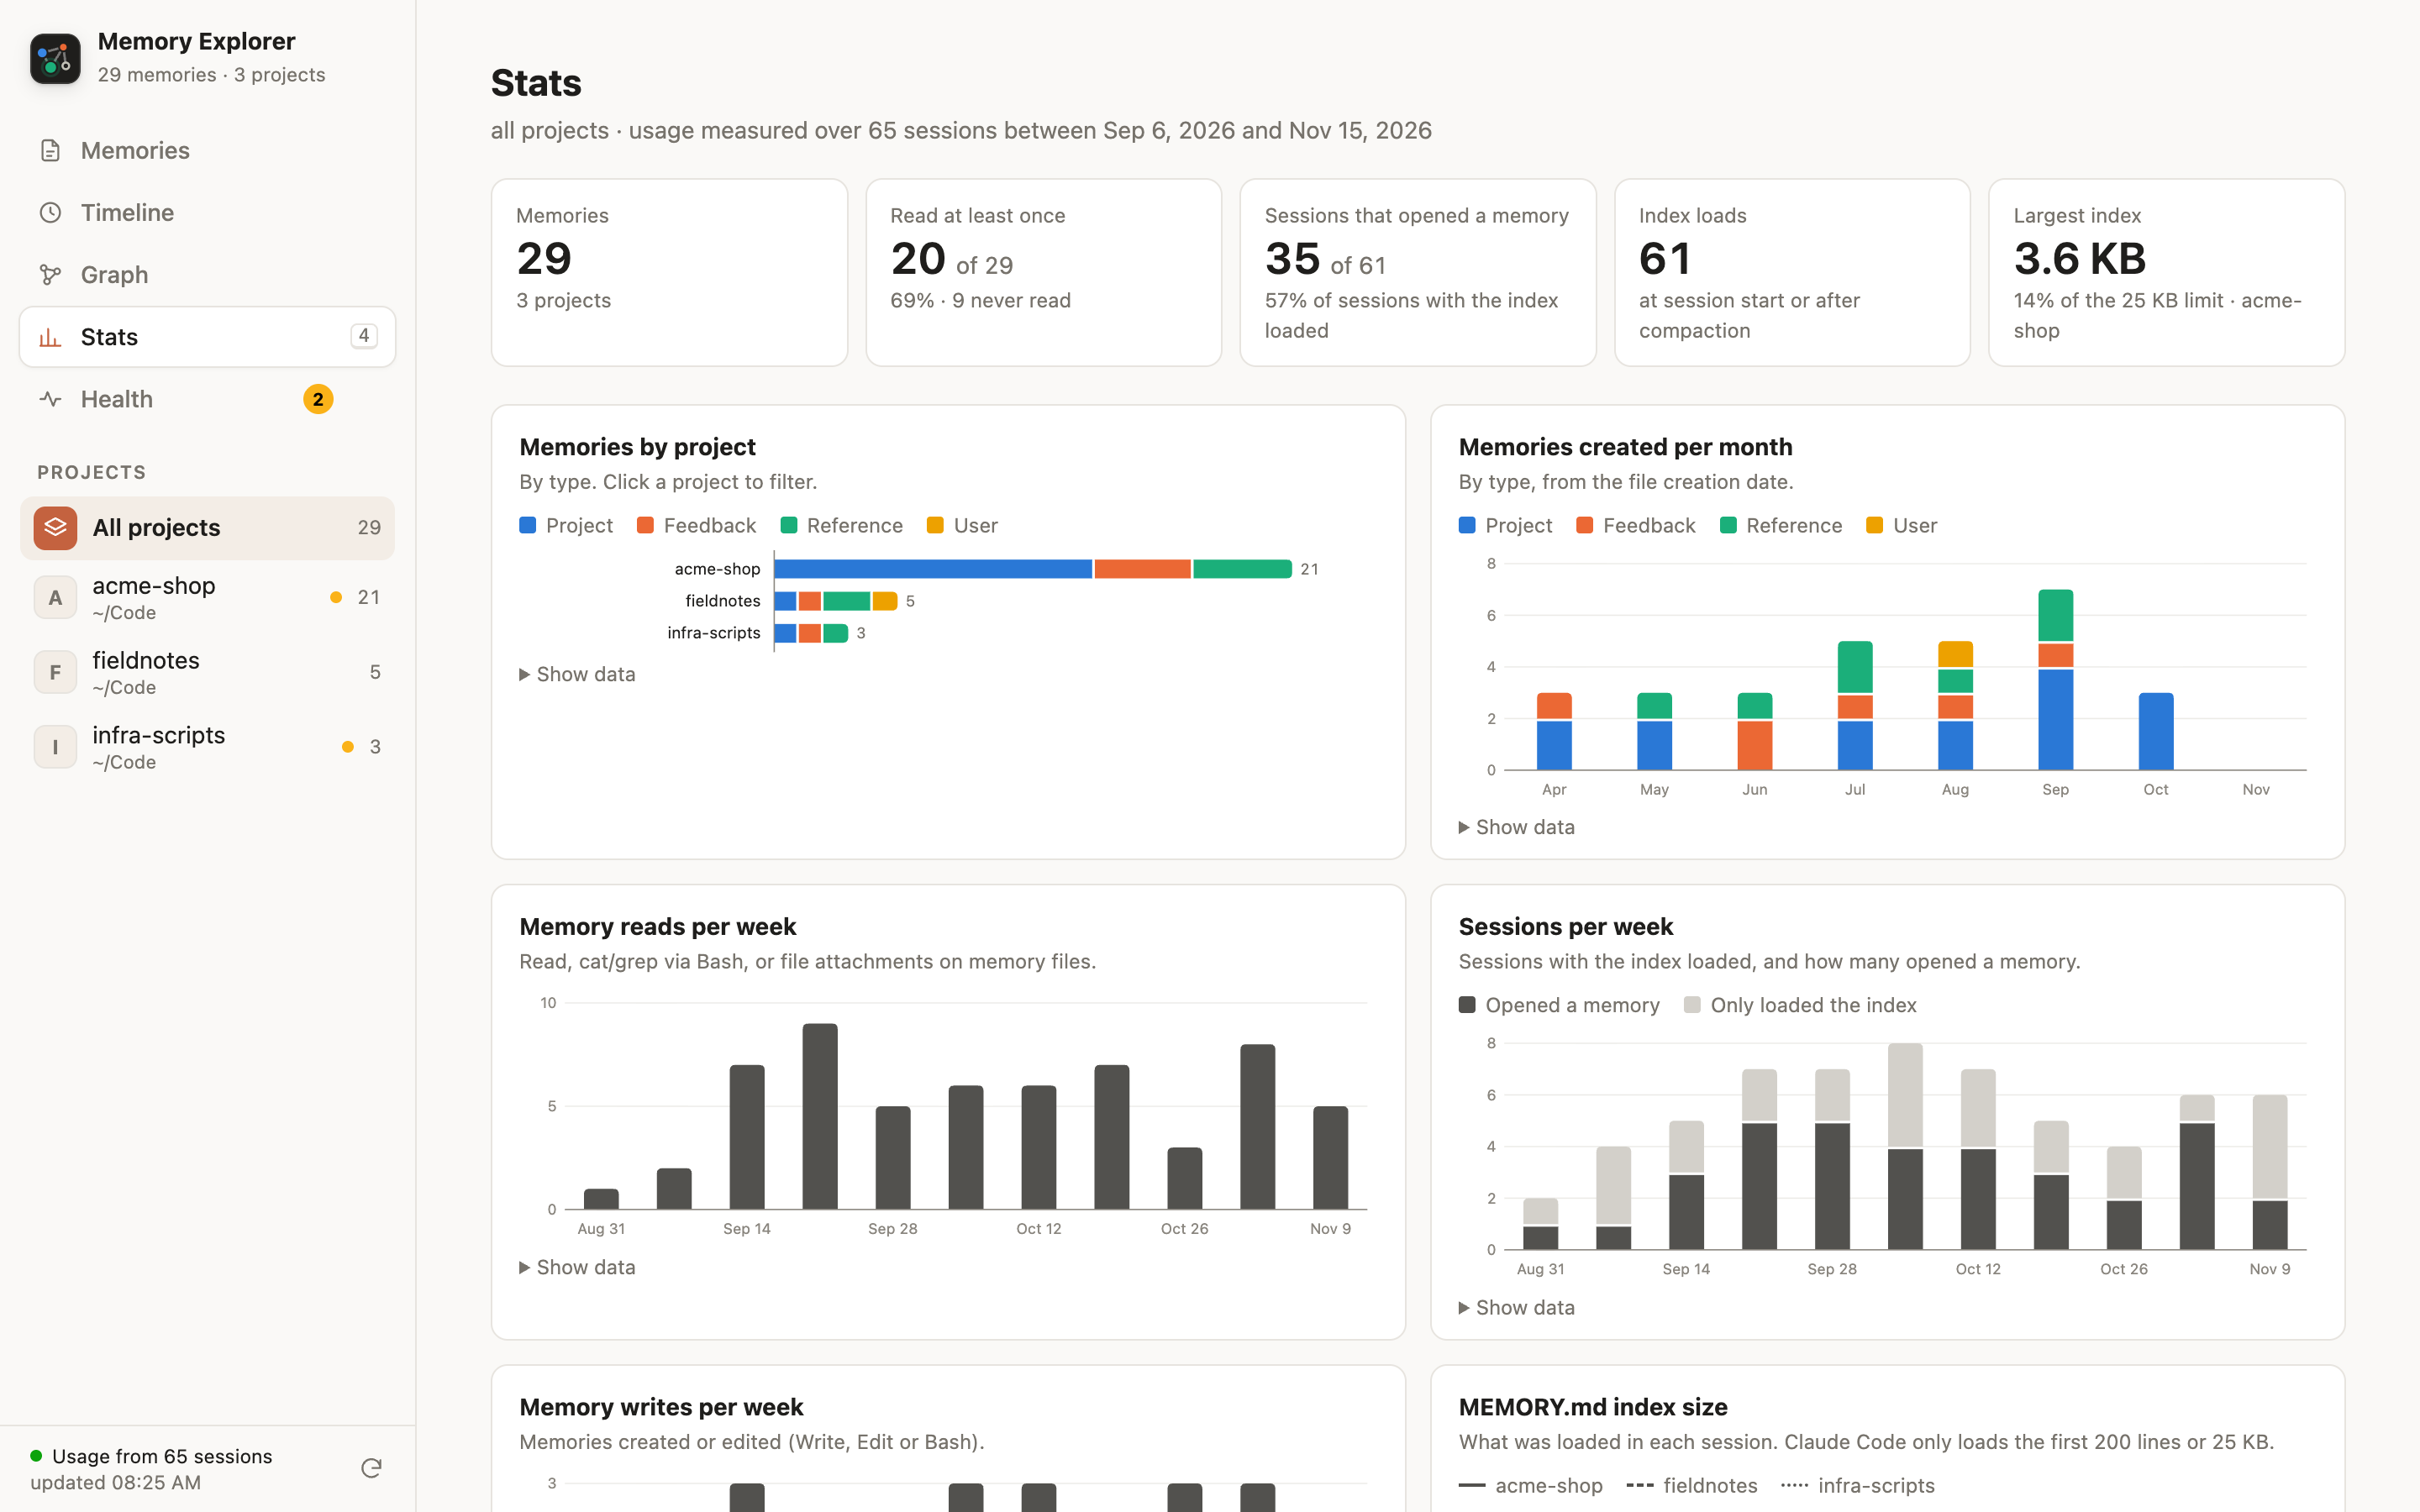 Memory Explorer
29 memories · 3 projects
Memories
Timeline
Graph
Stats
4
Health
2
PROJECTS
All projects
29
A
acme-shop
~/Code
21
F
fieldnotes
~/Code
5
I
infra-scripts
~/Code
3
Usage from 65 sessions
updated 08:25 AM
Stats
all projects · usage measured over 65 sessions between Sep 6, 2026 and Nov 15, 2026
Memories
29
3 projects
Read at least once
20 of 29
69% · 9 never read
Sessions that opened a memory
35 of 61
57% of sessions with the index
loaded
Index loads
61
at session start or after
compaction
Largest index
3.6 KB
14% of the 25 KB limit · acme-
shop
Memories by project
By type. Click a project to filter.
Project Feedback Reference User
acme-shop 21
fieldnotes 5
infra-scripts 3
Show data
Memories created per month
By type, from the file creation date.
Project Feedback Reference User
8
6
4
2
0
Apr May Jun Jul Aug Sep Oct Nov
Show data
Memory reads per week
Read, cat/grep via Bash, or file attachments on memory files.
10
5
0
Aug 31 Sep 14 Sep 28 Oct 12 Oct 26 Nov 9
Show data
Sessions per week
Sessions with the index loaded, and how many opened a memory.
Opened a memory Only loaded the index
8
6
4
2
0
Aug 31 Sep 14 Sep 28 Oct 12 Oct 26 Nov 9
Show data
Memory writes per week
Memories created or edited (Write, Edit or Bash).
3
MEMORY.md index size
What was loaded in each session. Claude Code only loads the first 200 lines or 25 KB.
acme-shop fieldnotes infra-scripts